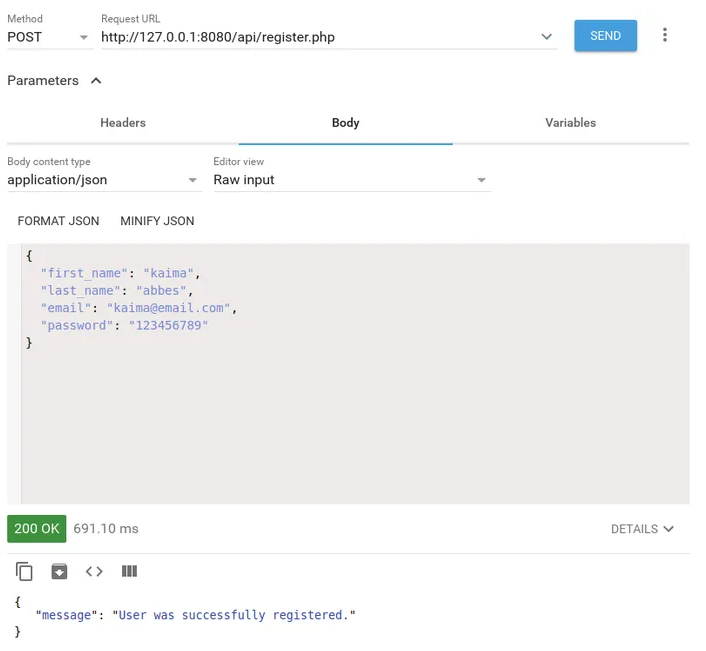 Method
Request URL
POST
http://127.0.0.1:8080/api/register.php
SEND
Parameters
Headers
Body
Variables
Body content type
Editor view
application/json
Raw input
FORMAT JSON
MINIFY JSON
{
"first_name": "kaima",
"last_name": "abbes",
"email": "kaima@email.com",
"password": "123456789"
}
200 OK
691.10 ms
DETAILS
{
"message": "User was successfully registered."
}